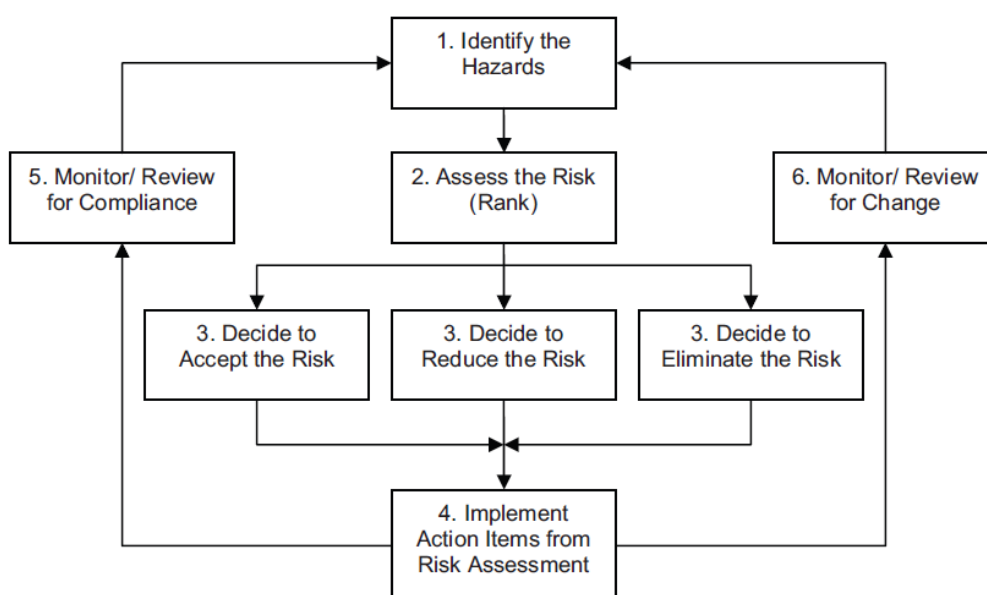 1. Identify the
Hazards
5. Monitor/ Review
for Compliance
2. Assess the Risk
(Rank)
6. Monitor/ Review
for Change
3. Decide to
Accept the Risk
3. Decide to
Reduce the Risk
3. Decide to
Eliminate the Risk
4. Implement
Action Items from
Risk Assessment